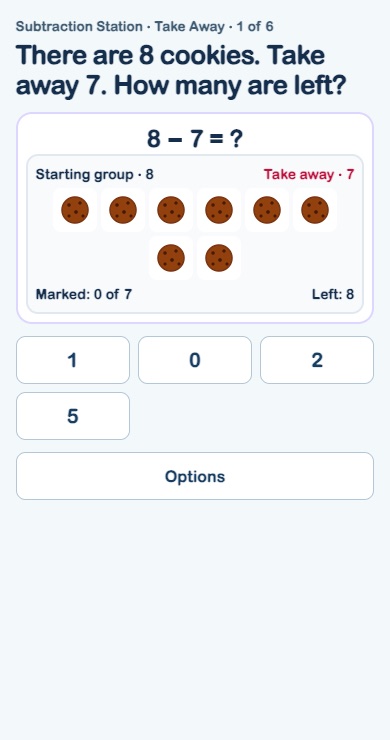 Subtraction Station · Take Away · 1 of 6
There are 8 cookies. Take
away 7. How many are left?
8 – 7 = ?
Starting group · 8
Take away · 7
Marked: 0 of 7
Left: 8
1
0
2
5
Options